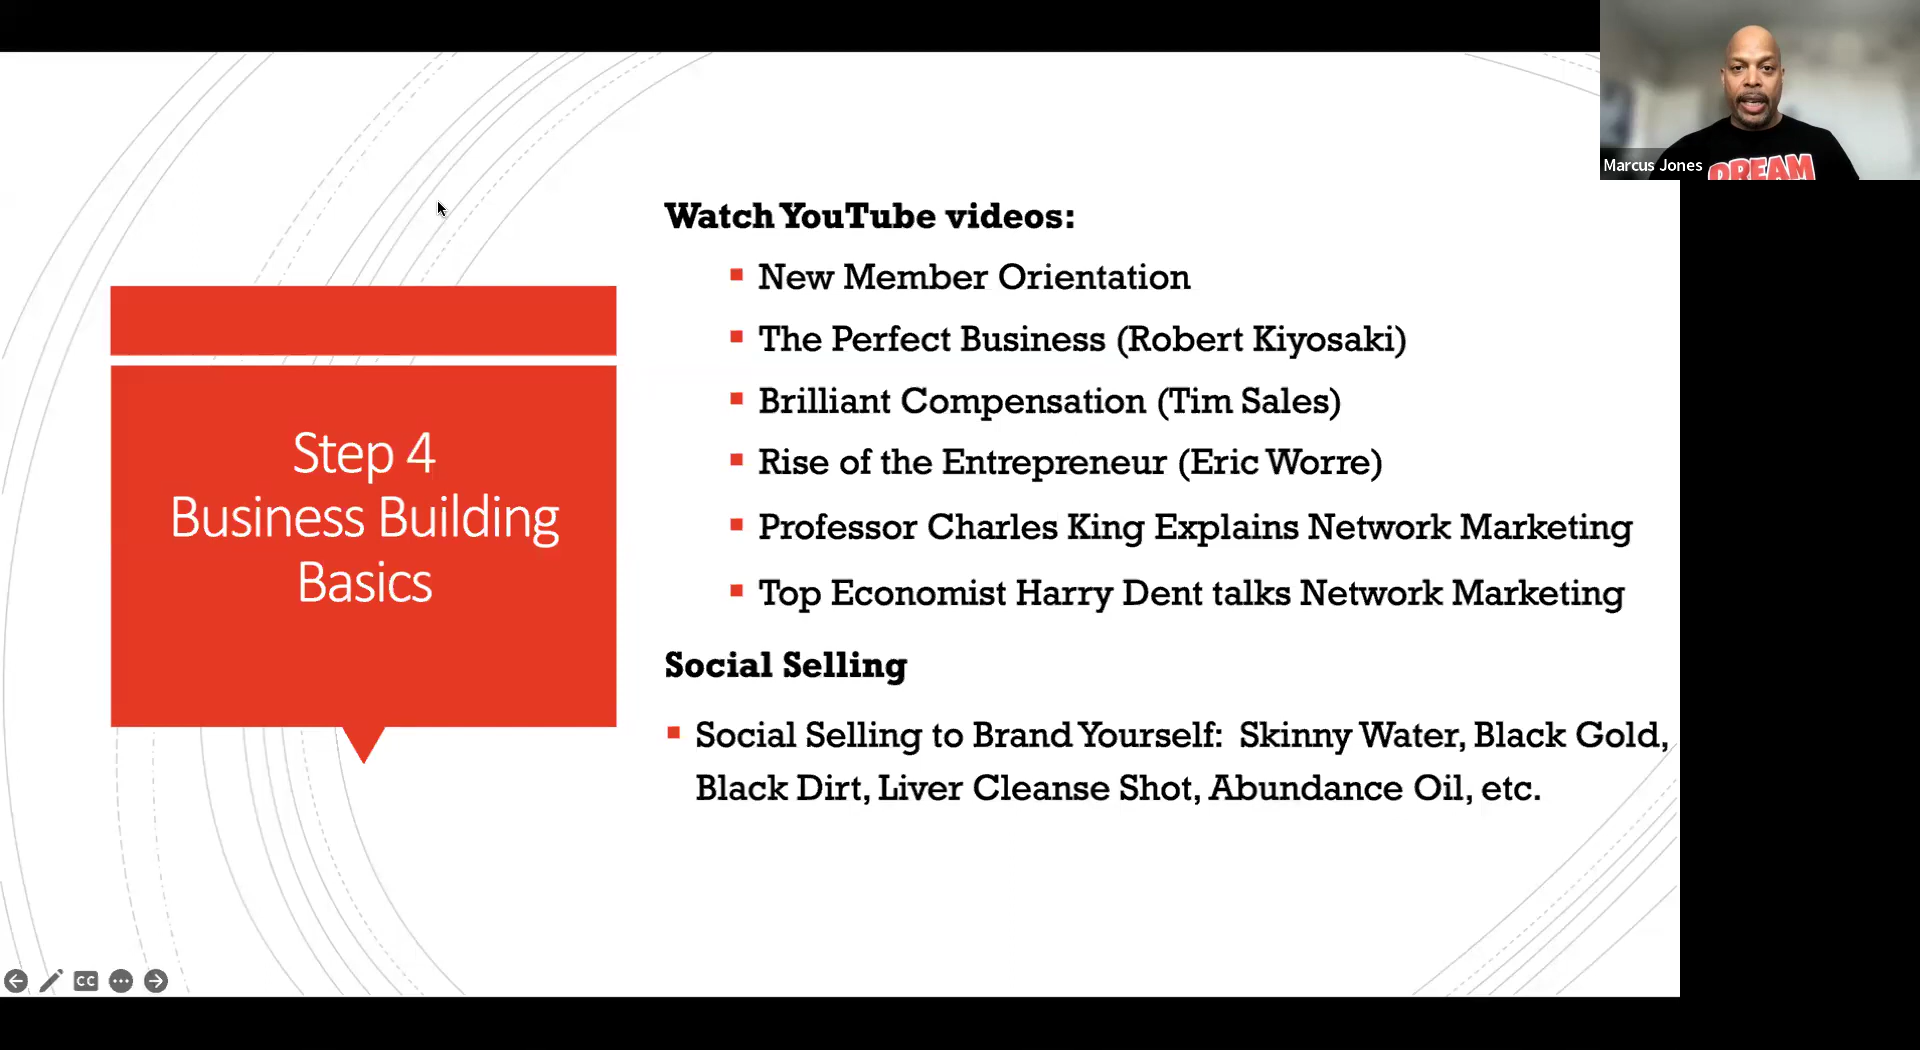 Marcus Jones
DREAM
Watch YouTube videos:
New Member Orientation
The Perfect Business (Robert Kiyosaki)
Brilliant Compensation (Tim Sales)
Rise of the Entrepreneur (Eric Worre)
Professor Charles King Explains Network Marketing
Top Economist Harry Dent talks Network Marketing
Step 4
Business Building
Basics
Social Selling
Social Selling to Brand Yourself:  Skinny Water, Black Gold,
Black Dirt, Liver Cleanse Shot, Abundance Oil, etc.
CC